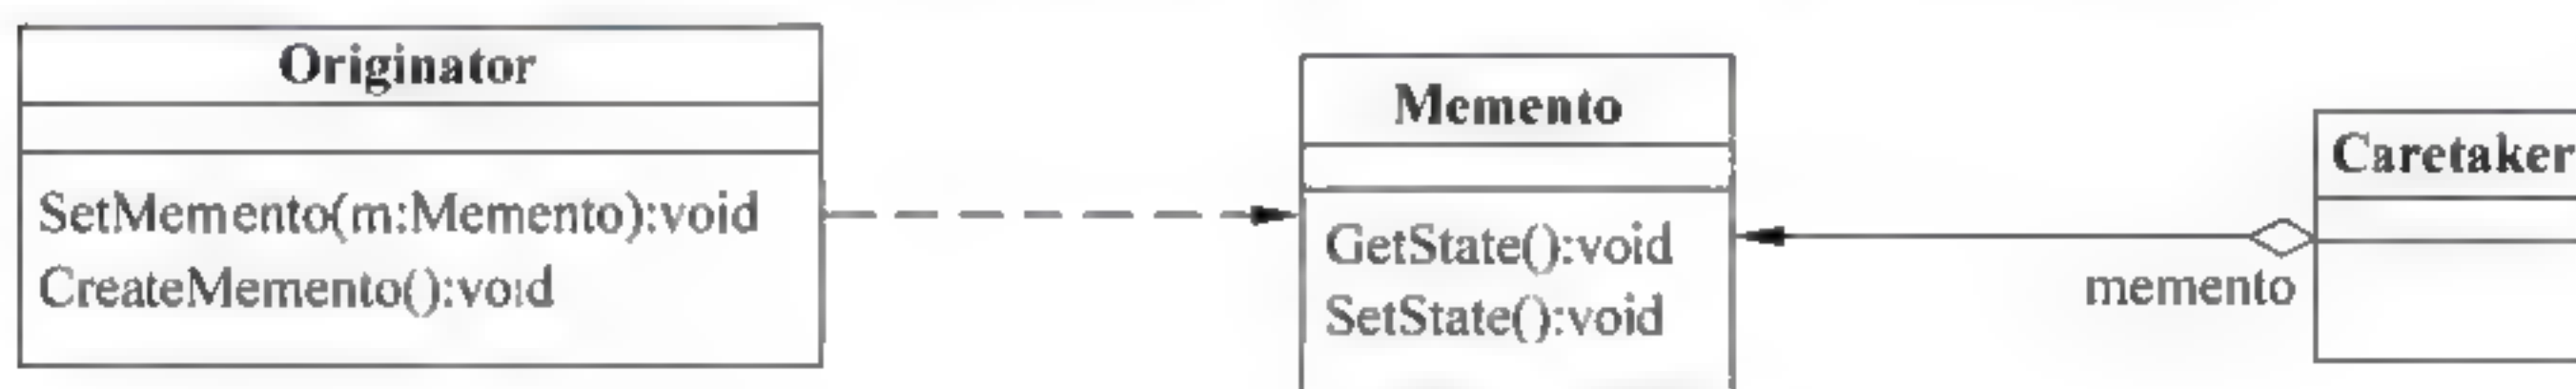 Originator
SetMemento(m:Memento):void
CreateMemento():void
Memento
GetState():void
SetState():void
Caretaker
memento